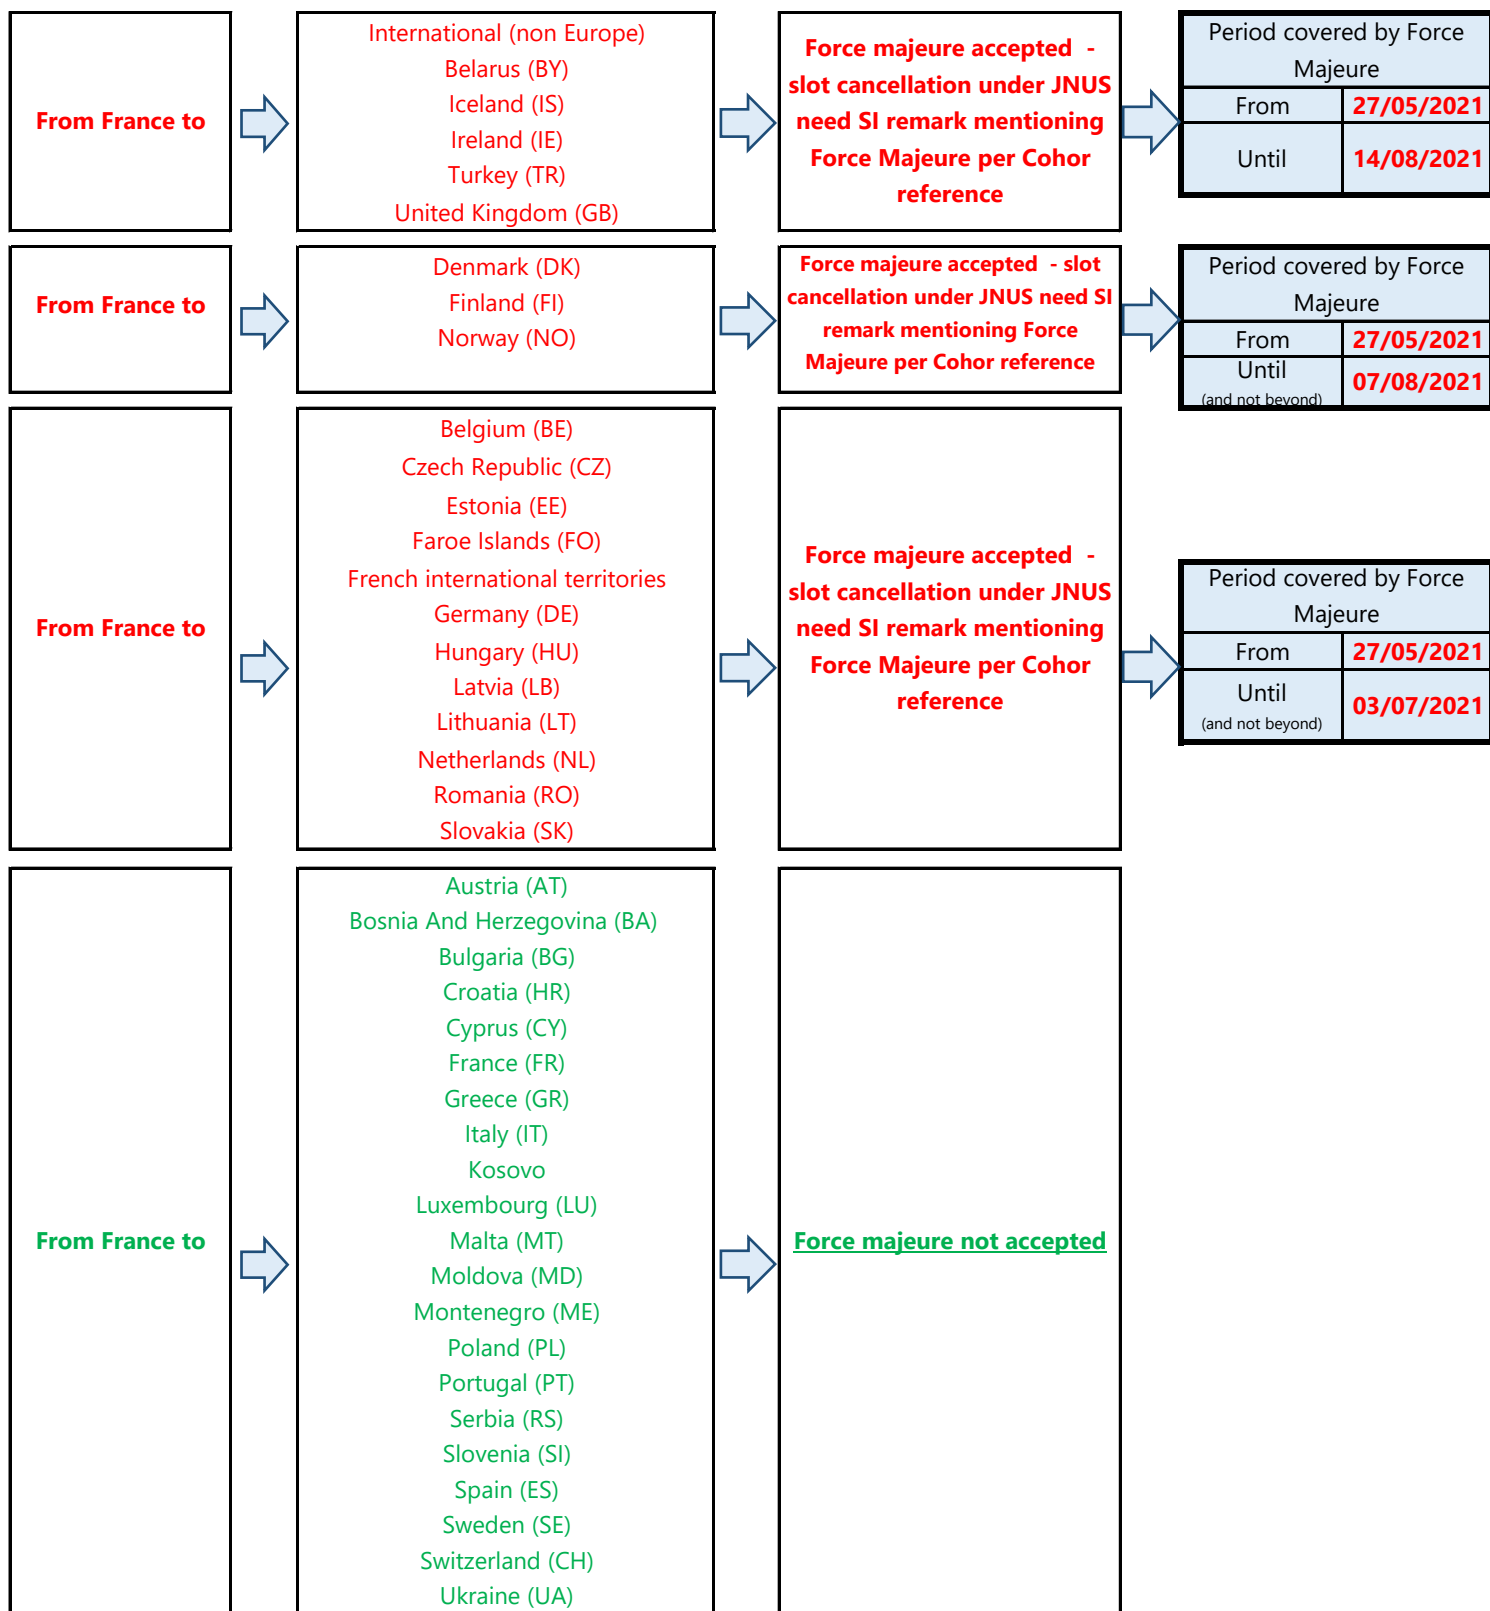 From France to
International (non Europe)
Belarus (BY)
Iceland (IS)
Ireland (IE)
Turkey (TR)
United Kingdom (GB)
Force majeure accepted -
slot cancellation under JNUS
need SI remark mentioning
Force Majeure per Cohor
reference
Period covered by Force
Majeure
From 27/05/2021
Until 14/08/2021
From France to
Denmark (DK)
Finland (FI)
Norway (NO)
Force majeure accepted - slot
cancellation under JNUS need SI
remark mentioning Force
Majeure per Cohor reference
Period covered by Force
Majeure
From 27/05/2021
Until 07/08/2021
(and not beyond)
From France to
Belgium (BE)
Czech Republic (CZ)
Estonia (EE)
Faroe Islands (FO)
French international territories
Germany (DE)
Hungary (HU)
Latvia (LB)
Lithuania (LT)
Netherlands (NL)
Romania (RO)
Slovakia (SK)
Force majeure accepted -
slot cancellation under JNUS
need SI remark mentioning
Force Majeure per Cohor
reference
Period covered by Force
Majeure
From 27/05/2021
Until 03/07/2021
(and not beyond)
From France to
Austria (AT)
Bosnia And Herzegovina (BA)
Bulgaria (BG)
Croatia (HR)
Cyprus (CY)
France (FR)
Greece (GR)
Italy (IT)
Kosovo
Luxembourg (LU)
Malta (MT)
Moldova (MD)
Montenegro (ME)
Poland (PL)
Portugal (PT)
Serbia (RS)
Slovenia (SI)
Spain (ES)
Sweden (SE)
Switzerland (CH)
Ukraine (UA)
Force majeure not accepted